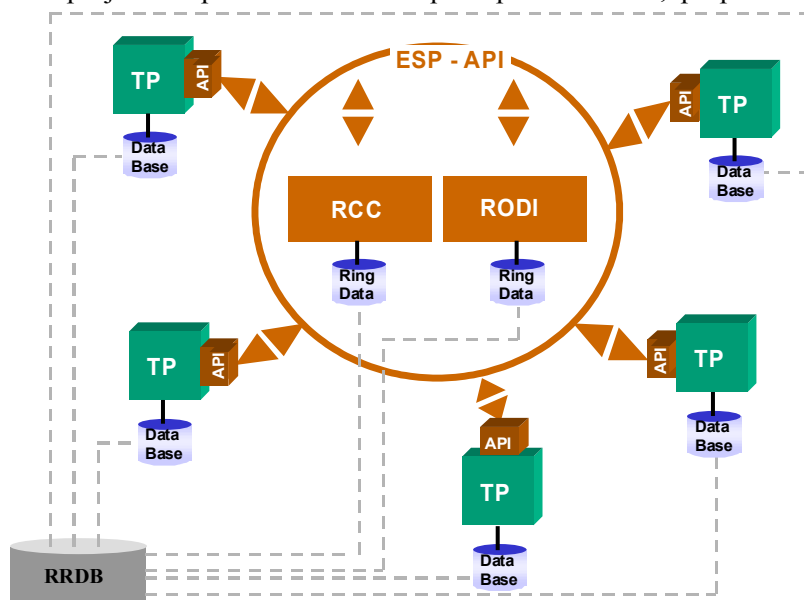 ESP - API
TP
API
Data
Base
API
TP
Data
Base
RCC
RODI
Ring
Data
Ring
Data
TP
API
Data
Base
API
TP
Data
Base
API
TP
Data
Base
RRDB